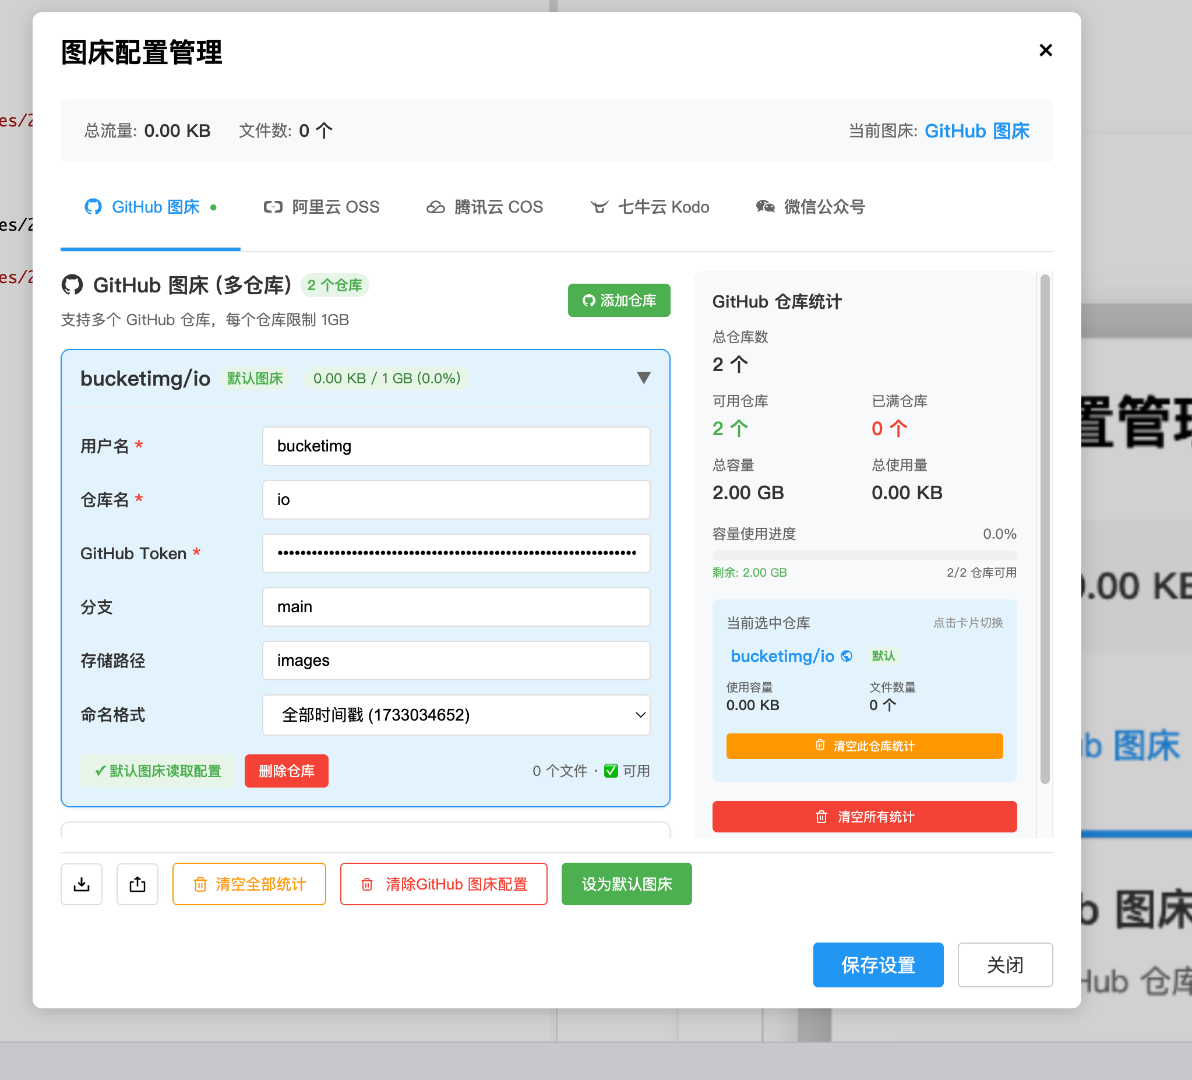 图床配置管理
总流量: 0.00 KB 文件数: 0 个 当前图床: GitHub 图床
GitHub 图床 阿里云 OSS 腾讯云 COS 七牛云 Kodo 微信公众号
GitHub 图床 (多仓库) 2 个仓库
支持多个 GitHub 仓库，每个仓库限制 1GB
添加仓库
bucketimg/io 默认图床 0.00 KB / 1 GB (0.0%)
用户名 * bucketimg
仓库名 * io
GitHub Token * ••••••••••••••••••••••••••••••••••••••••••••••••••••••••••••••
分支 main
存储路径 images
命名格式 全部时间戳 (1733034652)
✓默认图床读取配置 删除仓库 0 个文件 · ✅ 可用
GitHub 仓库统计
总仓库数
2 个
可用仓库 已满仓库
2 个 0 个
总容量 总使用量
2.00 GB 0.00 KB
容量使用进度 0.0%
剩余: 2.00 GB 2/2 仓库可用
当前选中仓库 点击卡片切换
bucketimg/io 默认
使用容量 文件数量
0.00 KB 0 个
清空此仓库统计
清空所有统计
清空全部统计 清除GitHub 图床配置 设为默认图床
保存设置 关闭
es/2
es/2
es/2
置管理
0.00 KB
b 图床
b 图床
Hub 仓库